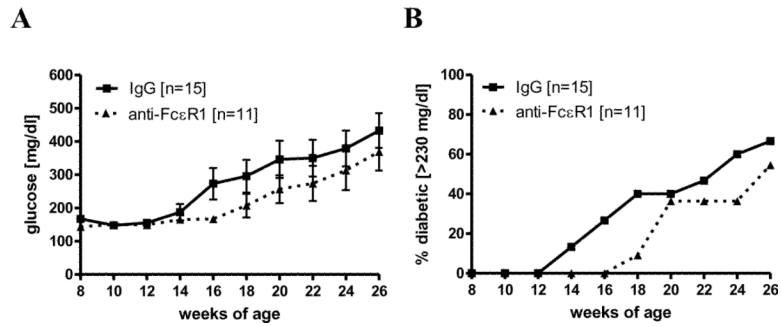 A
B
600
500
400
300
200
100
0
glucose [mg/dl]
IgG [n=15]
anti-FcεR1 [n=11]
8 10 12 14 16 18 20 22 24 26
weeks of age
100
80
60
40
20
0
% diabetic [>230 mg/dl]
IgG [n=15]
anti-FcεR1 [n=11]
8 10 12 14 16 18 20 22 24 26
weeks of age